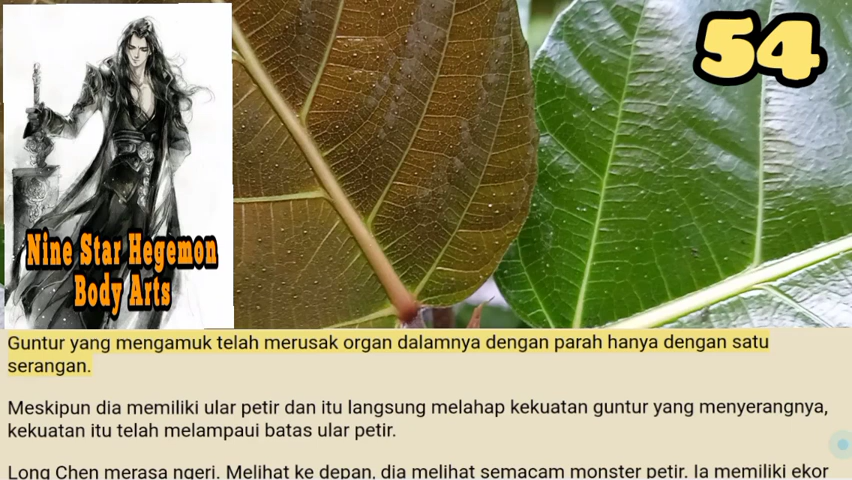 54
Nine Star Hegemon
Body Arts
Guntur yang mengamuk telah merusak organ dalamnya dengan parah hanya dengan satu
serangan.
Meskipun dia memiliki ular petir dan itu langsung melahap kekuatan guntur yang menyerangnya,
kekuatan itu telah melampaui batas ular petir.
Long Chen merasa ngeri. Melihat ke depan, dia melihat semacam monster petir. Ia memiliki ekor